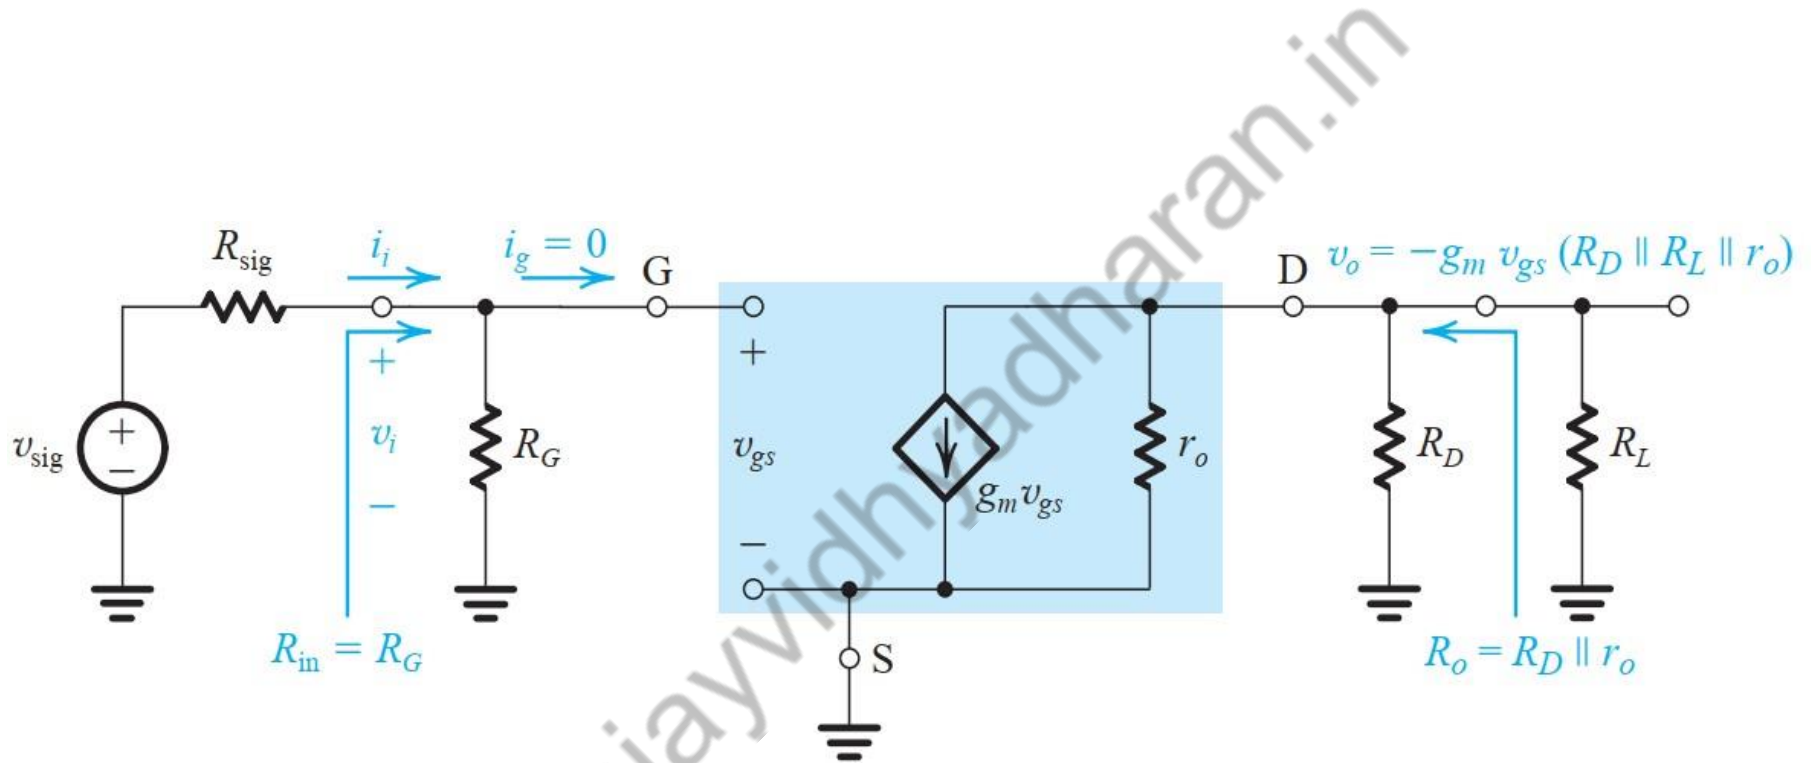 R_sig
i_i
i_g = 0
G
D
v_o = −g_m v_gs (R_D || R_L || r_o)
+
v_i
−
v_sig
+
−
R_G
+
v_gs
−
g_m v_gs
r_o
R_D
R_L
R_in = R_G
S
R_o = R_D || r_o
jayvidhyadharan.in